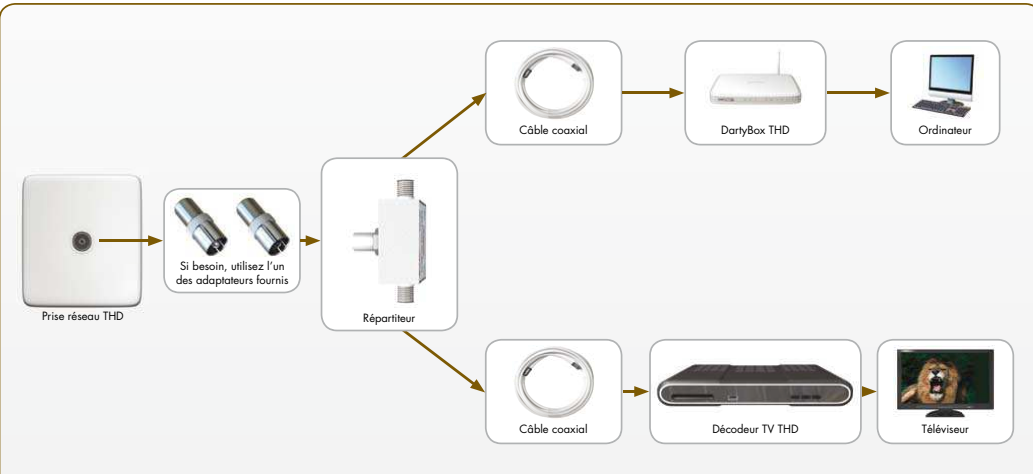 Câble coaxial
DartyBox THD
Ordinateur
Si besoin, utilisez l’un
des adaptateurs fournis
Prise réseau THD
Répartiteur
Câble coaxial
Décodeur TV THD
Téléviseur